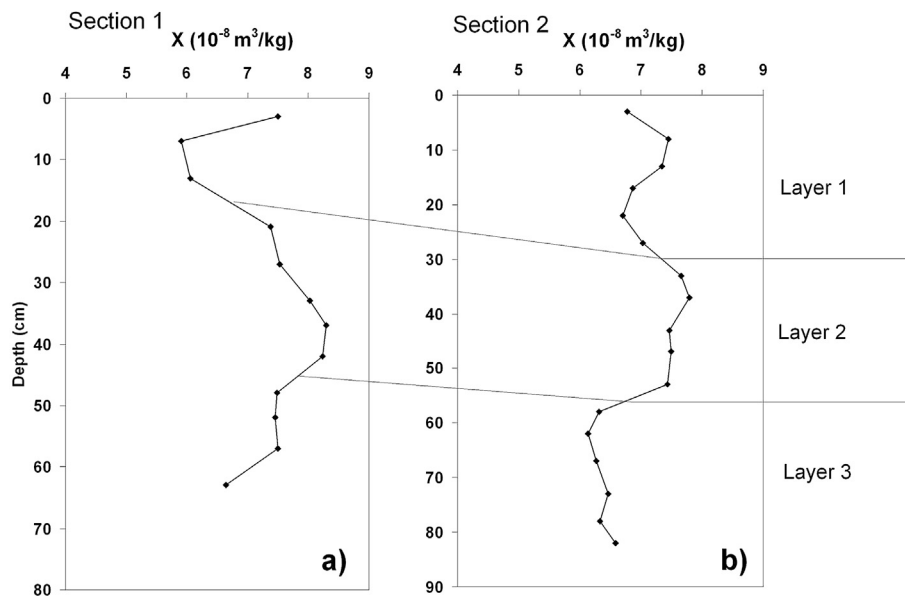 Section 1
X (10⁻⁸ m³/kg)
4 5 6 7 8 9
0
10
20
30
40
50
60
70
80
Depth (cm)
a)
Section 2
X (10⁻⁸ m³/kg)
4 5 6 7 8 9
0
10
20
30
40
50
60
70
80
90
b)
Layer 1
Layer 2
Layer 3